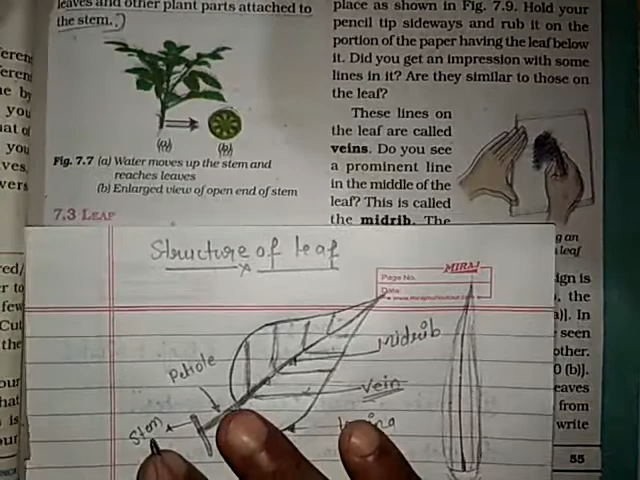 leaves and other plant parts attached to
the stem.
(a)
(b)
Fig. 7.7 (a) Water moves up the stem and
reaches leaves
(b) Enlarged view of open end of stem
7.3 LEAF
place as shown in Fig. 7.9. Hold your
pencil tip sideways and rub it on the
portion of the paper having the leaf below
it. Did you get an impression with some
lines in it? Are they similar to those on
the leaf?
These lines on
the leaf are called
veins. Do you see
a prominent line
in the middle of the
leaf? This is called
the midrib. The
Structure of leaf
MIRAJ
Page No.
Date
Midrib
Petiole
Vein
Stem
the
seen
other.
(b)].
from
write
55